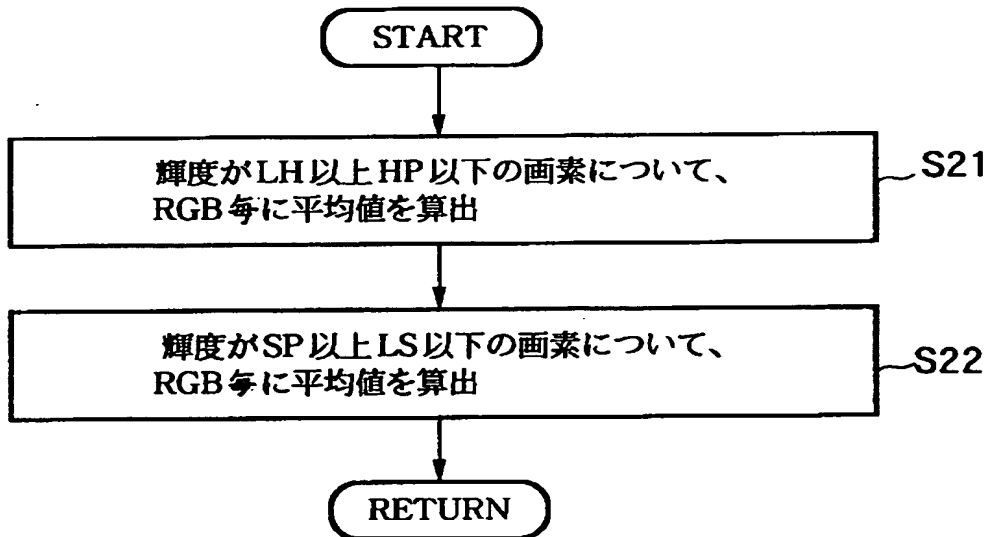 START
輝度がLH以上HP以下の画素について、
RGB毎に平均値を算出
S21
輝度がSP以上LS以下の画素について、
RGB毎に平均値を算出
S22
RETURN